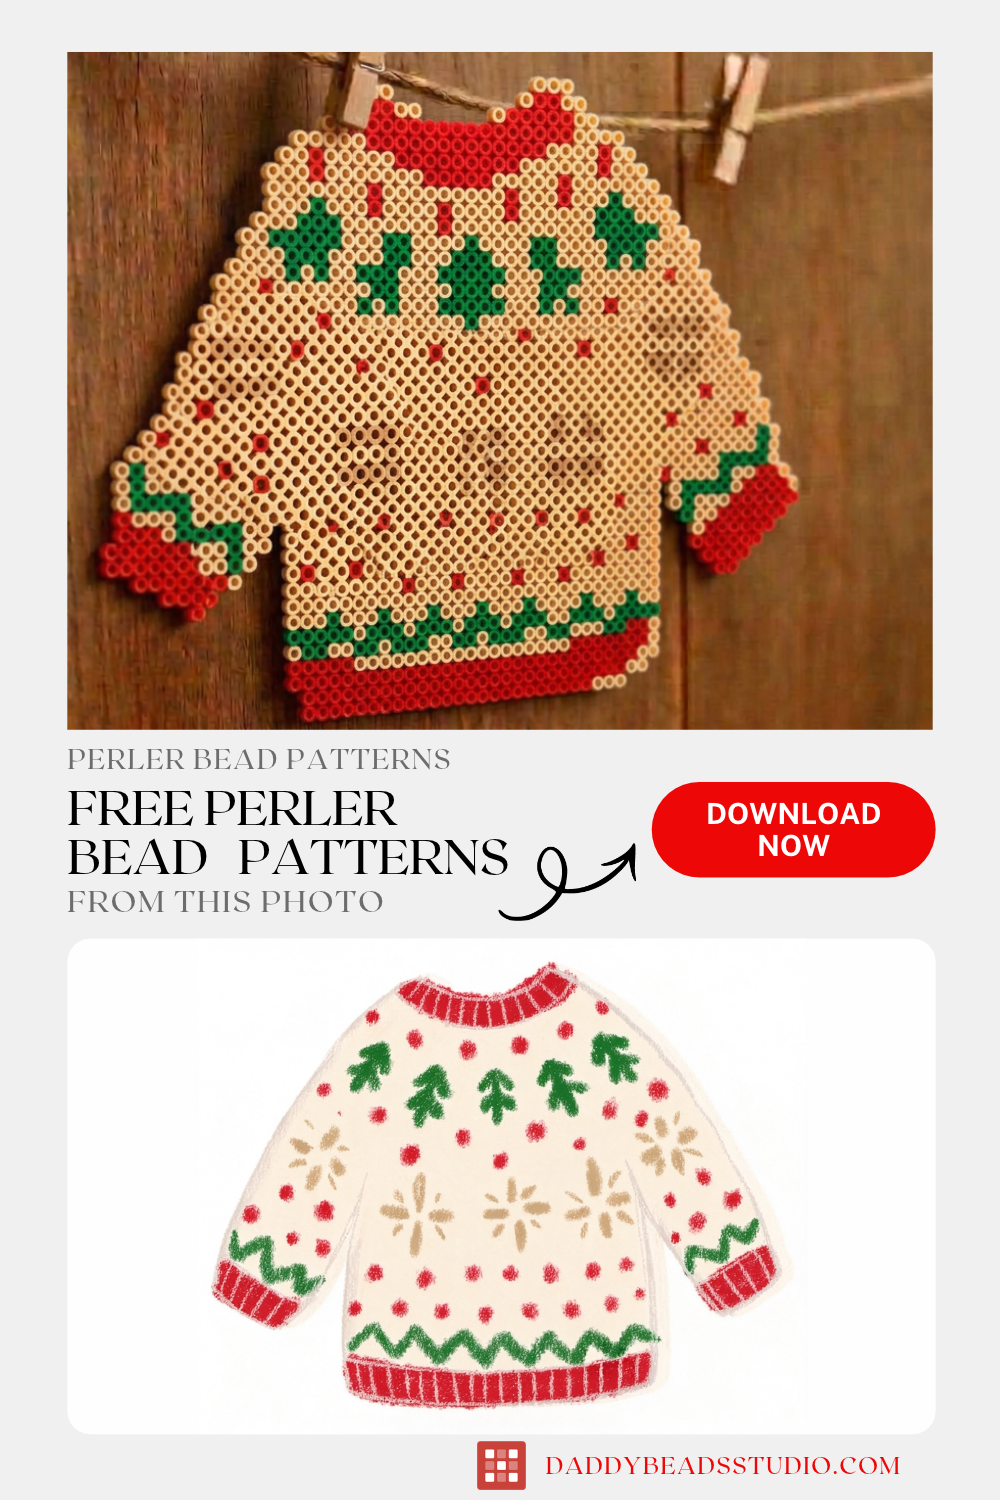 PERLER BEAD PATTERNS
FREE PERLER
BEAD PATTERNS
FROM THIS PHOTO
DOWNLOAD
NOW
DADDYBEADSSTUDIO.COM